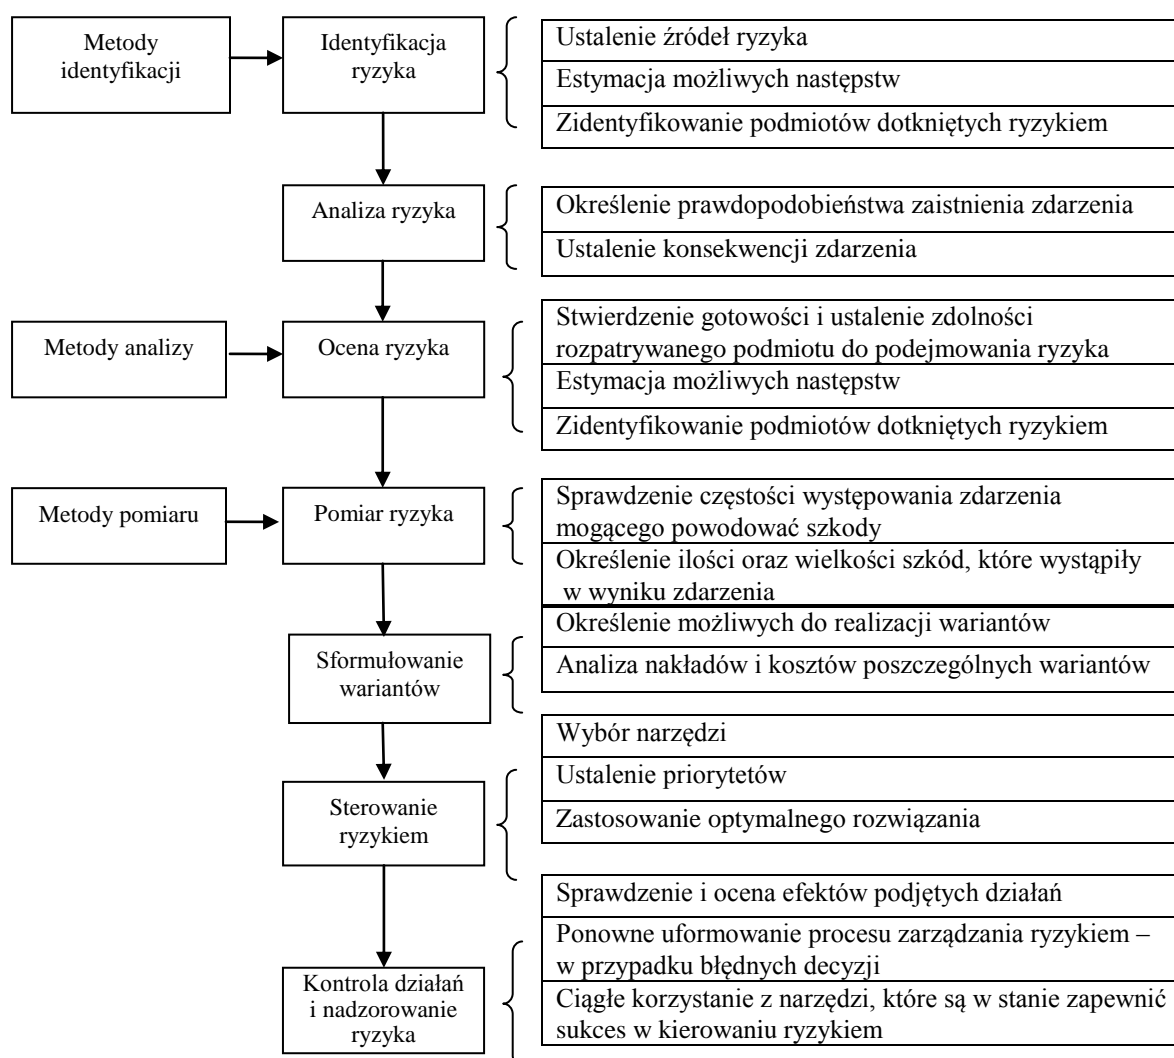 Metody
identyfikacji
Identyfikacja
ryzyka
Ustalenie źródeł ryzyka
Estymacja możliwych następstw
Zidentyfikowanie podmiotów dotkniętych ryzykiem
Analiza ryzyka
Określenie prawdopodobieństwa zaistnienia zdarzenia
Ustalenie konsekwencji zdarzenia
Metody analizy
Ocena ryzyka
Stwierdzenie gotowości i ustalenie zdolności
rozpatrywanego podmiotu do podejmowania ryzyka
Estymacja możliwych następstw
Zidentyfikowanie podmiotów dotkniętych ryzykiem
Metody pomiaru
Pomiar ryzyka
Sprawdzenie częstości występowania zdarzenia
mogącego powodować szkody
Określenie ilości oraz wielkości szkód, które wystąpiły
w wyniku zdarzenia
Sformułowanie
wariantów
Określenie możliwych do realizacji wariantów
Analiza nakładów i kosztów poszczególnych wariantów
Sterowanie
ryzykiem
Wybór narzędzi
Ustalenie priorytetów
Zastosowanie optymalnego rozwiązania
Kontrola działań
i nadzorowanie
ryzyka
Sprawdzenie i ocena efektów podjętych działań
Ponowne uformowanie procesu zarządzania ryzykiem –
w przypadku błędnych decyzji
Ciągłe korzystanie z narzędzi, które są w stanie zapewnić
sukces w kierowaniu ryzykiem